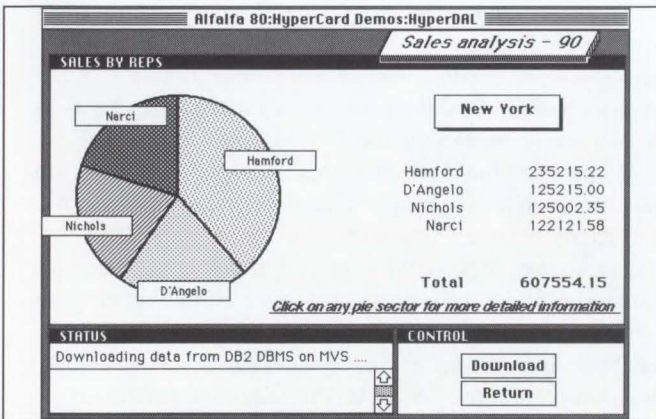 Alfalfa 80:HyperCard Demos:HyperDAL
Sales analysis - 90
SALES BY REPS
Narci
Hamford
Nichols
D'Angelo
New York
Hamford 235215.22
D'Angelo 125215.00
Nichols 125002.35
Narci 122121.58
Total 607554.15
Click on any pie sector for more detailed information
STATUS
Downloading data from DB2 DBMS on MVS ....
CONTROL
Download
Return